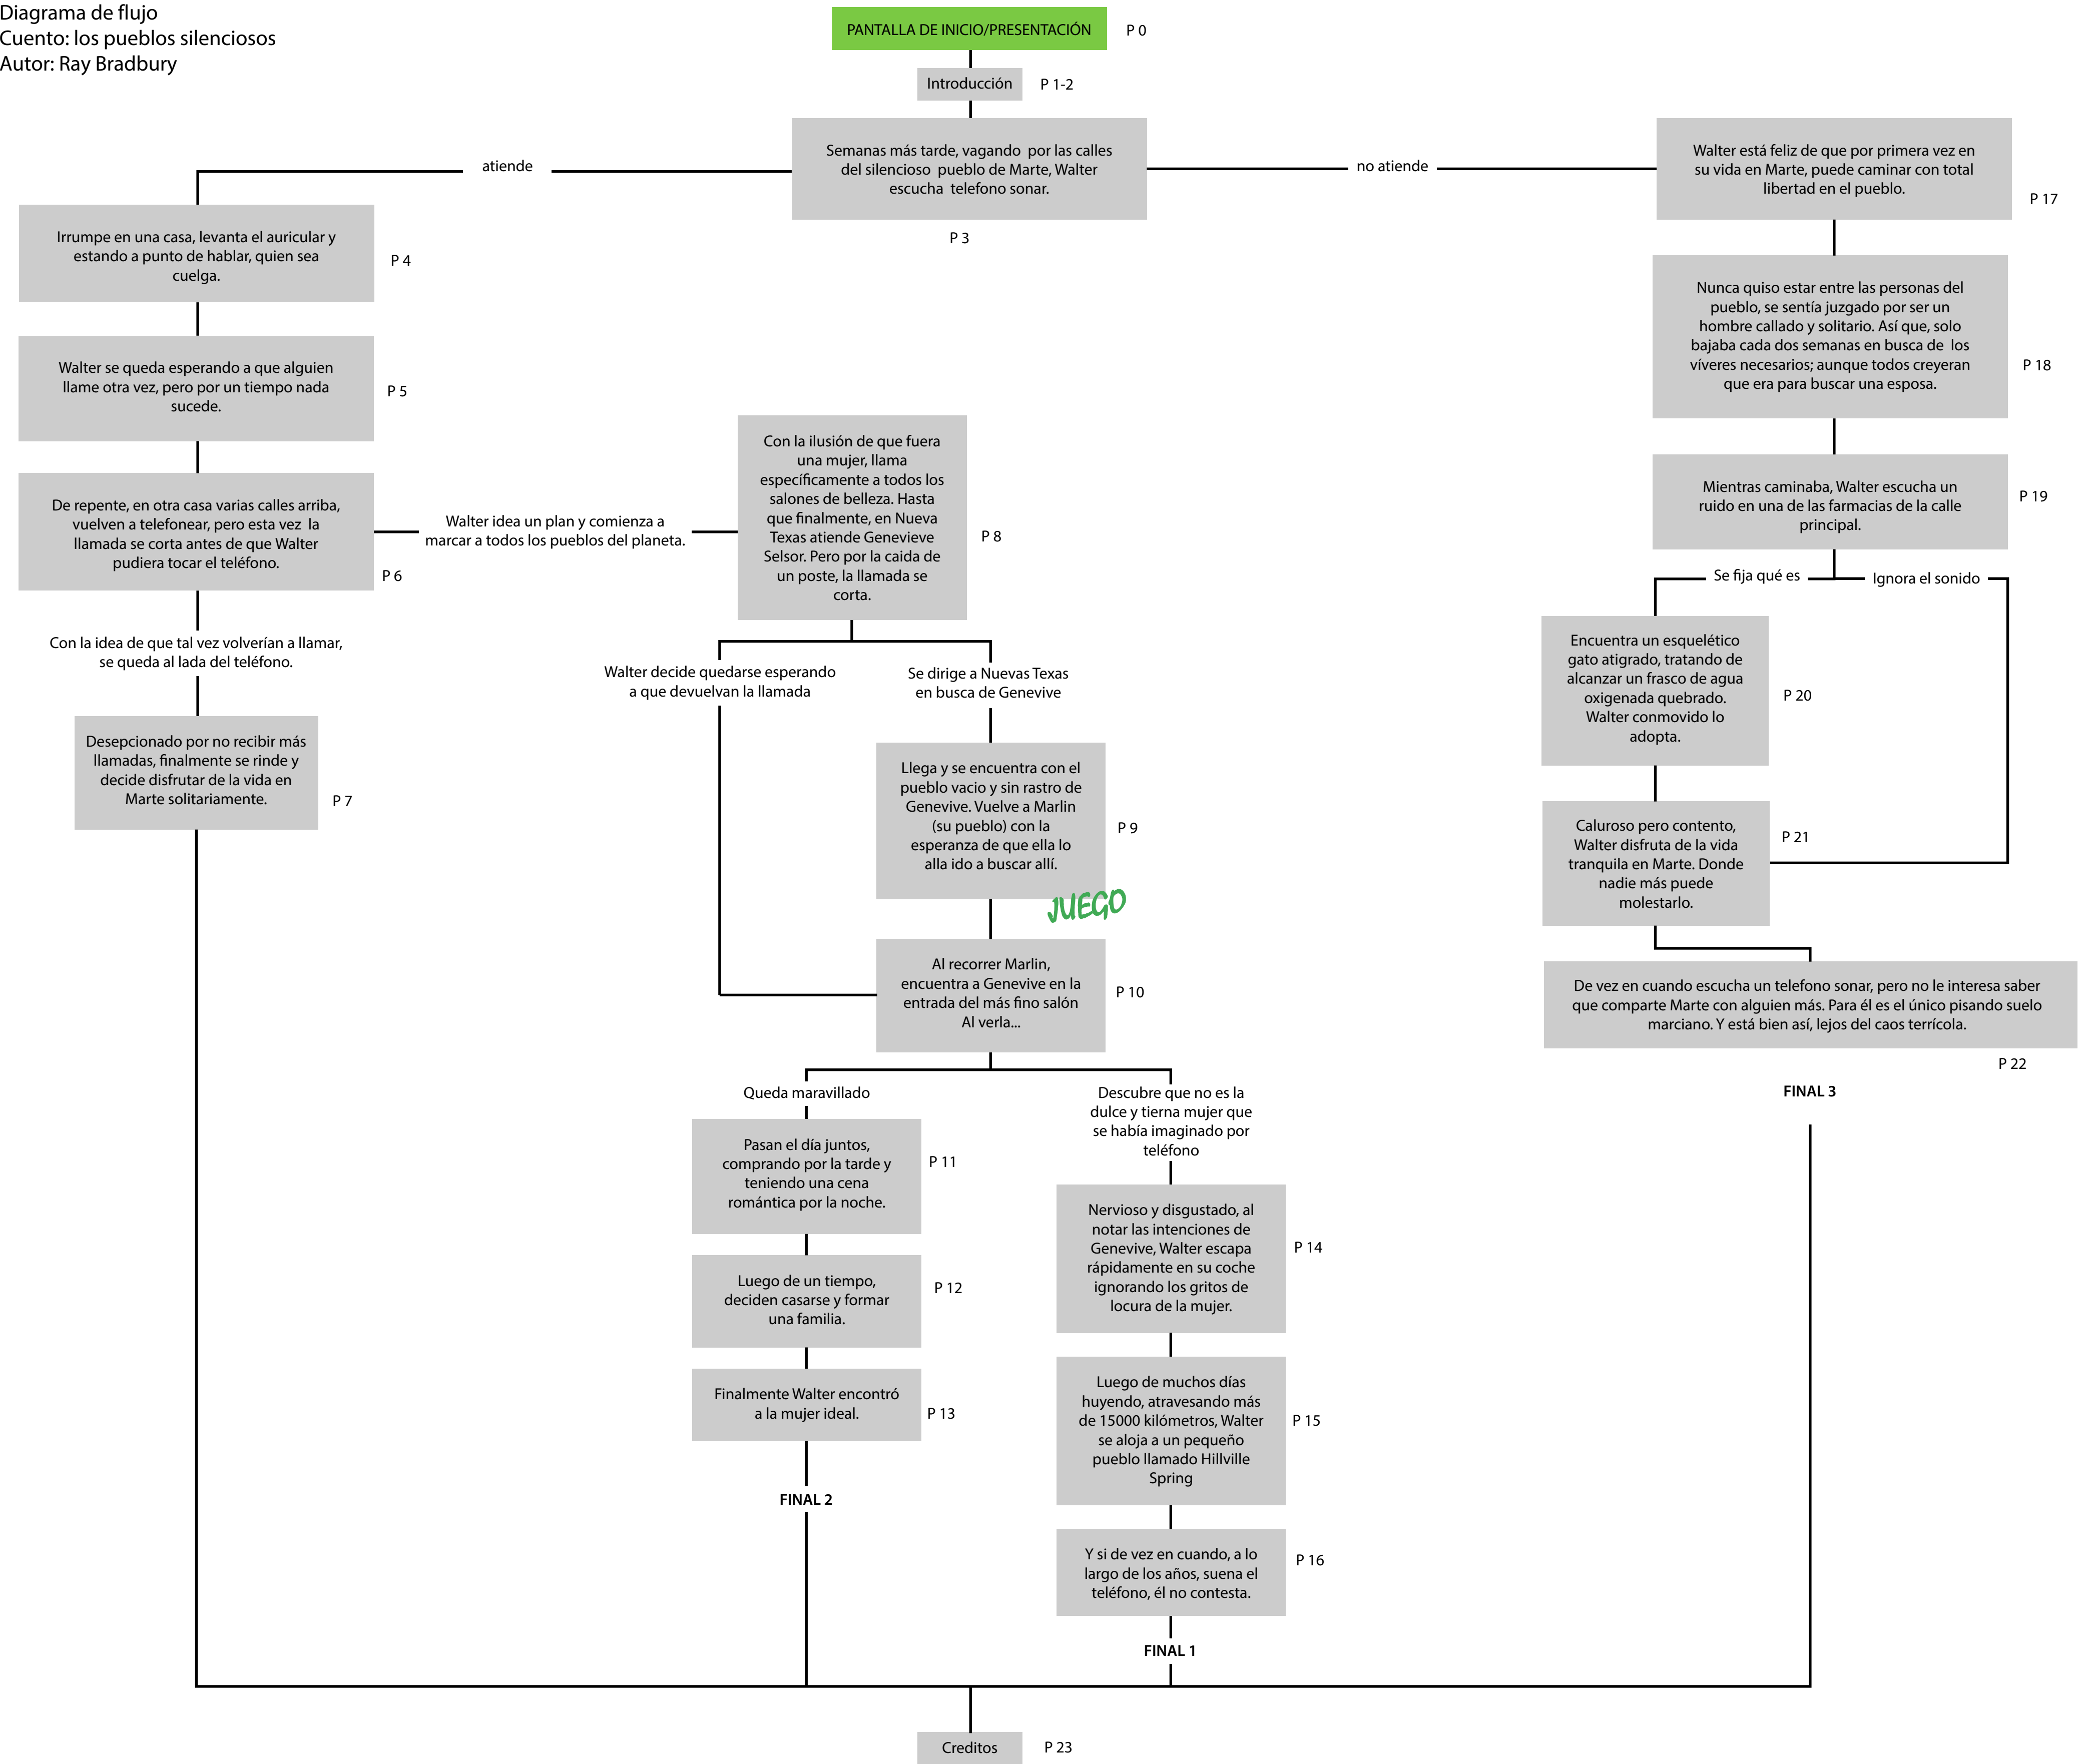 Diagrama de flujo
Cuento: los pueblos silenciosos
Autor: Ray Bradbury
PANTALLA DE INICIO/PRESENTACIÓN
P 0
Introducción
P 1-2
Semanas más tarde, vagando por las calles
del silencioso pueblo de Marte, Walter
escucha telefono sonar.
P 3
atiende
no atiende
Irrumpe en una casa, levanta el auricular y
estando a punto de hablar, quien sea
cuelga.
P 4
Walter se queda esperando a que alguien
llame otra vez, pero por un tiempo nada
sucede.
P 5
De repente, en otra casa varias calles arriba,
vuelven a telefonear, pero esta vez la
llamada se corta antes de que Walter
pudiera tocar el teléfono.
P 6
Con la idea de que tal vez volverían a llamar,
se queda al lada del teléfono.
Desepcionado por no recibir más
llamadas, finalmente se rinde y
decide disfrutar de la vida en
Marte solitariamente.
P 7
Walter idea un plan y comienza a
marcar a todos los pueblos del planeta.
Con la ilusión de que fuera
una mujer, llama
específicamente a todos los
salones de belleza. Hasta
que finalmente, en Nueva
Texas atiende Genevieve
Selsor. Pero por la caida de
un poste, la llamada se
corta.
P 8
Walter decide quedarse esperando
a que devuelvan la llamada
Se dirige a Nuevas Texas
en busca de Genevive
Llega y se encuentra con el
pueblo vacio y sin rastro de
Genevive. Vuelve a Marlin
(su pueblo) con la
esperanza de que ella lo
alla ido a buscar allí.
P 9
JUEGO
Al recorrer Marlin,
encuentra a Genevive en la
entrada del más fino salón
Al verla...
P 10
Queda maravillado
Pasan el día juntos,
comprando por la tarde y
teniendo una cena
romántica por la noche.
P 11
Luego de un tiempo,
deciden casarse y formar
una familia.
P 12
Finalmente Walter encontró
a la mujer ideal.
P 13
FINAL 2
Descubre que no es la
dulce y tierna mujer que
se había imaginado por
teléfono
Nervioso y disgustado, al
notar las intenciones de
Genevive, Walter escapa
rápidamente en su coche
ignorando los gritos de
locura de la mujer.
P 14
Luego de muchos días
huyendo, atravesando más
de 15000 kilómetros, Walter
se aloja a un pequeño
pueblo llamado Hillville
Spring
P 15
Y si de vez en cuando, a lo
largo de los años, suena el
teléfono, él no contesta.
P 16
FINAL 1
Walter está feliz de que por primera vez en
su vida en Marte, puede caminar con total
libertad en el pueblo.
P 17
Nunca quiso estar entre las personas del
pueblo, se sentía juzgado por ser un
hombre callado y solitario. Así que, solo
bajaba cada dos semanas en busca de los
víveres necesarios; aunque todos creyeran
que era para buscar una esposa.
P 18
Mientras caminaba, Walter escucha un
ruido en una de las farmacias de la calle
principal.
P 19
Se fija qué es
Ignora el sonido
Encuentra un esquelético
gato atigrado, tratando de
alcanzar un frasco de agua
oxigenada quebrado.
Walter conmovido lo
adopta.
P 20
Caluroso pero contento,
Walter disfruta de la vida
tranquila en Marte. Donde
nadie más puede
molestarlo.
P 21
De vez en cuando escucha un telefono sonar, pero no le interesa saber
que comparte Marte con alguien más. Para él es el único pisando suelo
marciano. Y está bien así, lejos del caos terrícola.
P 22
FINAL 3
Creditos
P 23